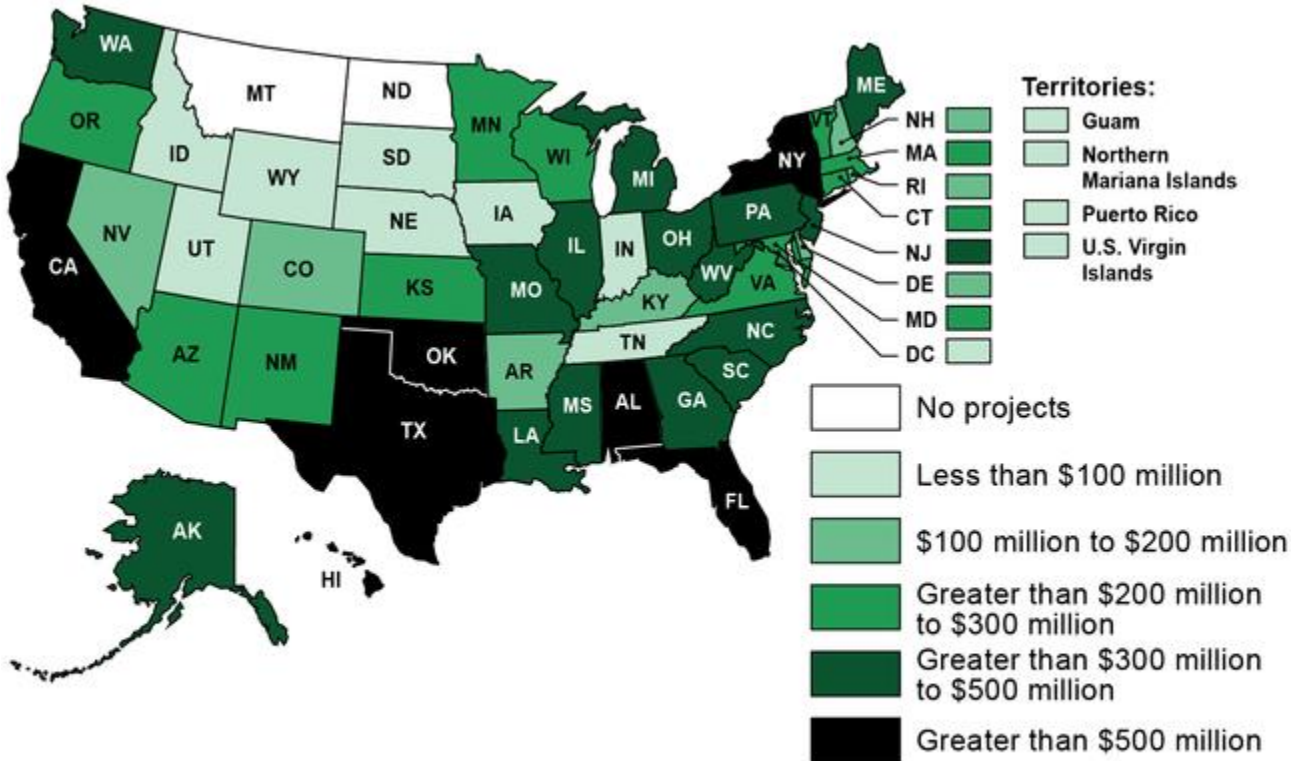 WA
MT
ND
MN
ME
OR
ID
SD
WI
VT
NH
MA
RI
CT
NJ
DE
MD
DC
NY
MI
WY
IA
PA
NE
NV
UT
CO
IL
IN
OH
WV
VA
CA
KS
MO
KY
NC
AZ
NM
OK
AR
TN
SC
TX
LA
MS
AL
GA
FL
AK
HI
Territories:
Guam
Northern
Mariana Islands
Puerto Rico
U.S. Virgin
Islands
No projects
Less than $100 million
$100 million to $200 million
Greater than $200 million
to $300 million
Greater than $300 million
to $500 million
Greater than $500 million